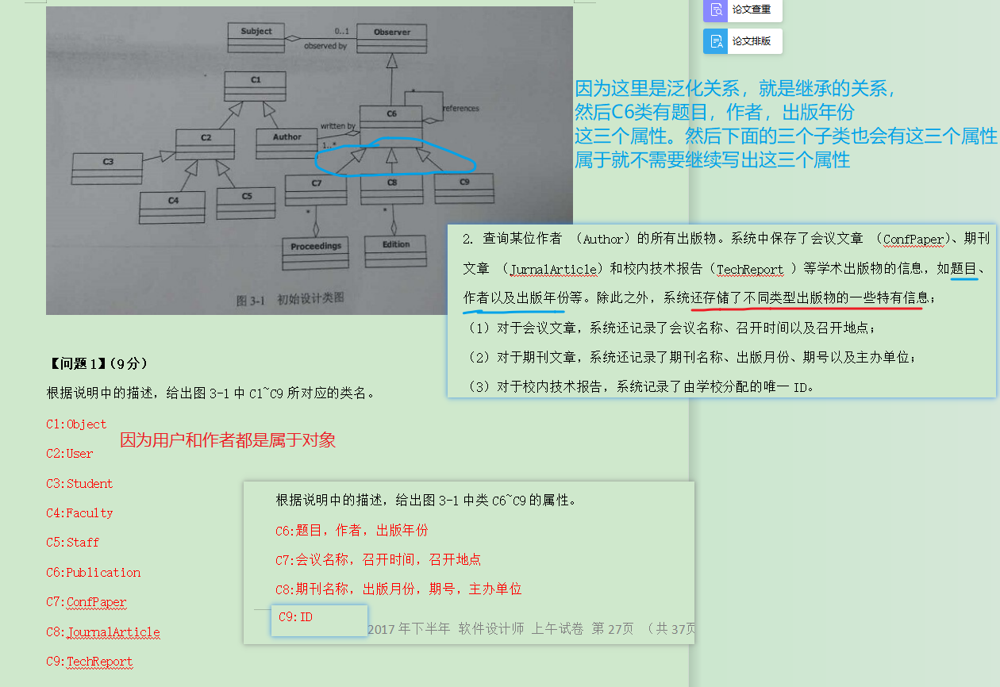 论文查重
论文排版
Subject
0..1
Observer
observed by
C1
*
references
C6
written by
C2
Author
1..*
C3
C7
C8
C9
C4
C5
*
*
Proceedings
Edition
图 3-1 初始设计类图
因为这里是泛化关系，就是继承的关系，
然后C6类有题目，作者，出版年份
这三个属性。然后下面的三个子类也会有这三个属性
属于就不需要继续写出这三个属性
2. 查询某位作者 （Author）的所有出版物。系统中保存了会议文章 （ConfPaper）、期刊
文章 （JurnalArticle）和校内技术报告（TechReport ）等学术出版物的信息，如题目、
作者以及出版年份等。除此之外，系统还存储了不同类型出版物的一些特有信息；
（1）对于会议文章，系统还记录了会议名称、召开时间以及召开地点；
（2）对于期刊文章，系统还记录了期刊名称、出版月份、期号以及主办单位；
（3）对于校内技术报告，系统记录了由学校分配的唯一 ID。
【问题 1】（9 分）
根据说明中的描述，给出图 3-1 中 C1~C9 所对应的类名。
C1:Object
因为用户和作者都是属于对象
C2:User
C3:Student
C4:Faculty
C5:Staff
C6:Publication
C7:ConfPaper
C8:JournalArticle
C9:TechReport
根据说明中的描述，给出图 3-1 中类 C6~C9 的属性。
C6:题目，作者，出版年份
C7:会议名称，召开时间，召开地点
C8:期刊名称，出版月份，期号，主办单位
C9:ID
2017 年下半年 软件设计师 上午试卷 第 27页 （共 37页